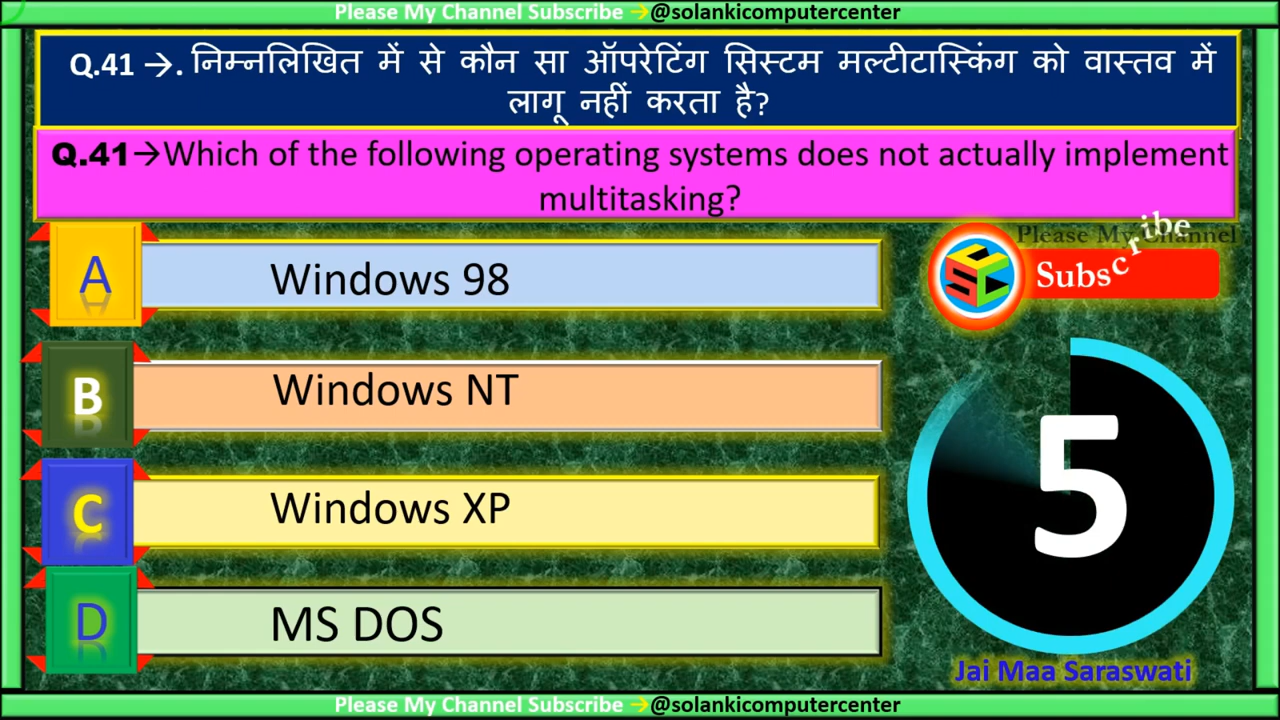 Please My Channel Subscribe →@solankicomputercenter
Q.41 →. निम्नलिखित में से कौन सा ऑपरेटिंग सिस्टम मल्टीटास्किंग को वास्तव में
लागू नहीं करता है?
Q.41→Which of the following operating systems does not actually implement
multitasking?
Please My Channel
Subscribe
A
Windows 98
B
Windows NT
C
Windows XP
D
MS DOS
5
Jai Maa Saraswati
Please My Channel Subscribe →@solankicomputercenter